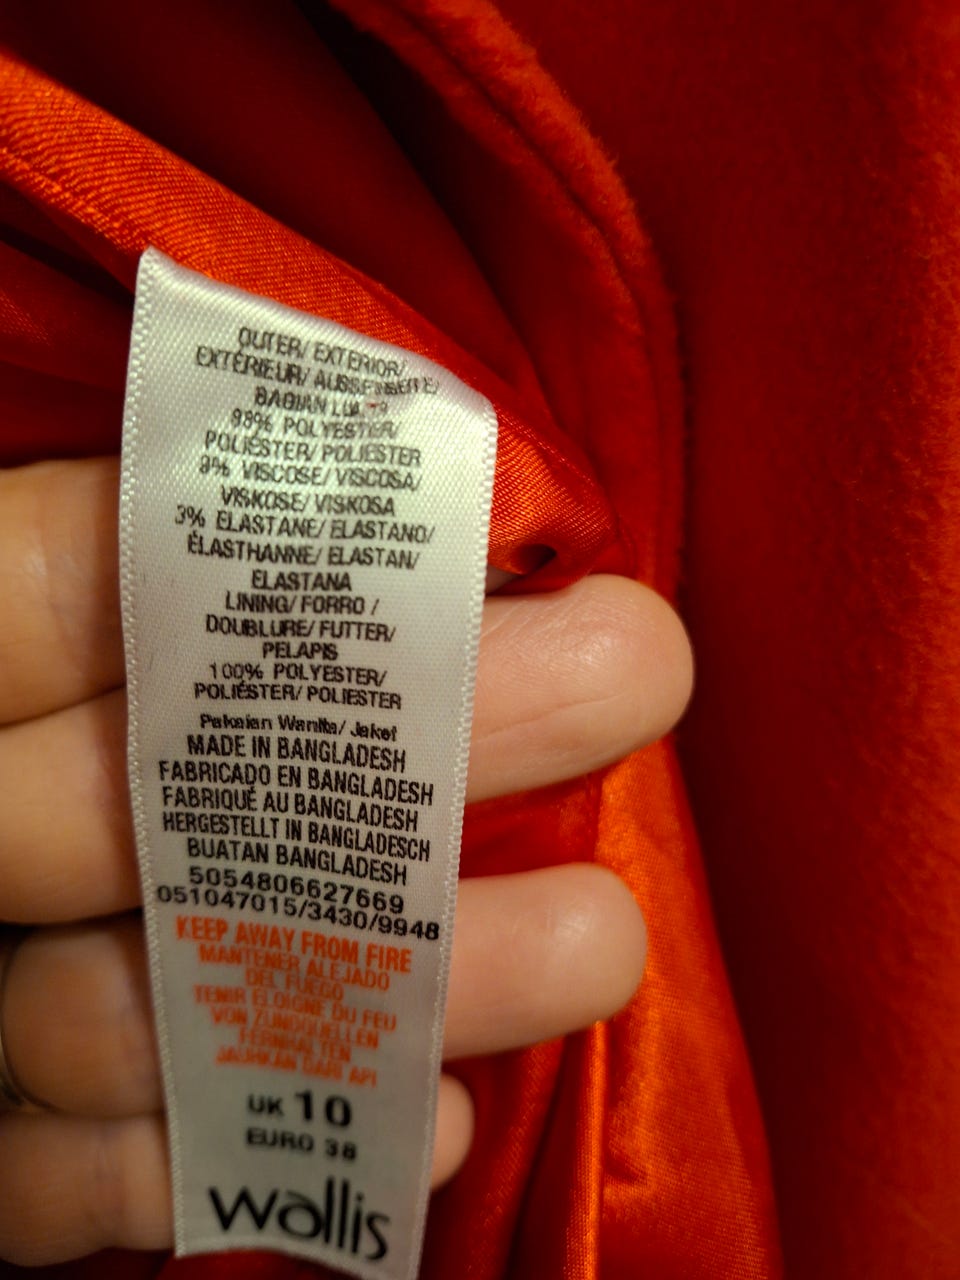 OUTER/ EXTERIOR/
EXTÉRIEUR/ AUSSENSEITE/
BAGIAN
POLYESTER/
POLIÉSTER/ POLIESTER
9% VISCOSE/ VISCOSA/
VISKOSE/ VISKOSA
3% ELASTANE/ ELASTANO/
ÉLASTHANNE/ ELASTAN/
ELASTANA
LINING/ FORRO /
DOUBLURE/ FUTTER/
PELAPIS
100% POLYESTER/
POLIÉSTER/ POLIESTER
Pakaian Wanita/ Jaket
MADE IN BANGLADESH
FABRICADO EN BANGLADESH
FABRIQUÉ AU BANGLADESH
HERGESTELLT IN BANGLADESCH
BUATAN BANGLADESH
5054806627669
051047015/3430/9948
KEEP AWAY FROM FIRE
MANTENER ALEJADO
DEL FUEGO
TENIR ÉLOIGNÉ DU FEU
VON ZÜNDQUELLEN
FERNHALTEN
JAUHKAN DARI API
UK 10
EURO 38
wallis